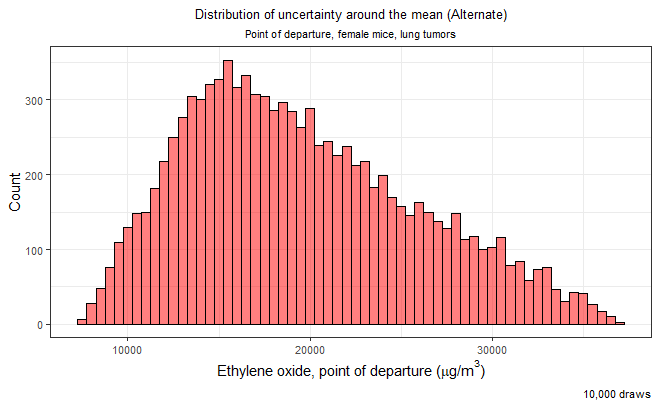 Distribution of uncertainty around the mean (Alternate)
Point of departure, female mice, lung tumors
Count
300
200
100
0
10000 20000 30000
Ethylene oxide, point of departure (μg/m³)
10,000 draws